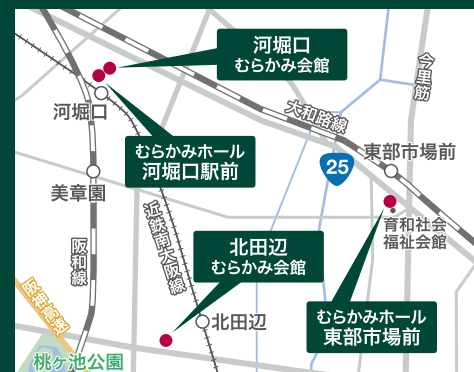 河堀口
むらかみ会館
今里筋
河堀口
大和路線
むらかみホール
河堀口駅前
25
東部市場前
美章園
近鉄南大阪線
育和社会
福祉会館
阪和線
北田辺
むらかみ会館
阪神高速
北田辺
むらかみホール
東部市場前
桃ヶ池公園